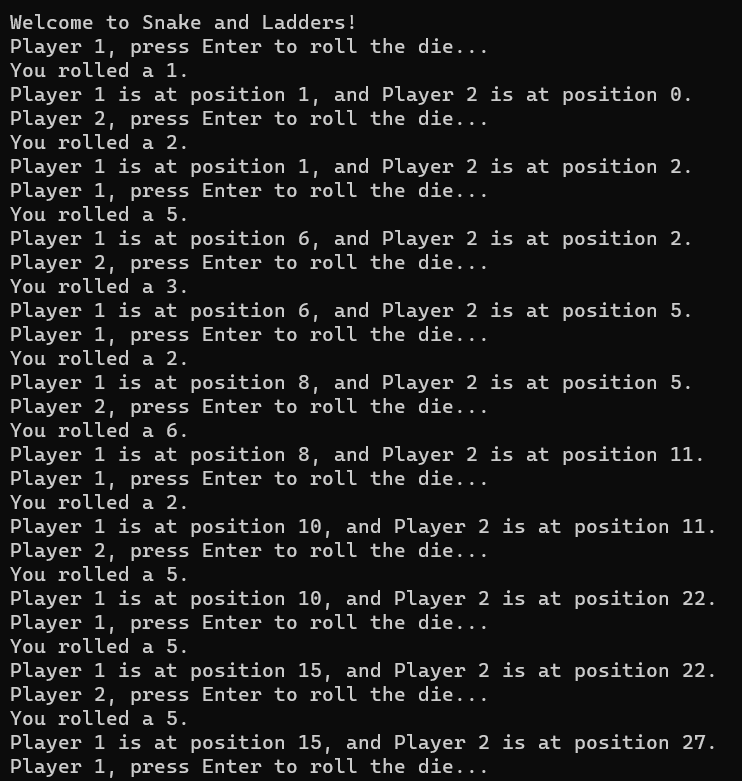 Welcome to Snake and Ladders!
Player 1, press Enter to roll the die...
You rolled a 1.
Player 1 is at position 1, and Player 2 is at position 0.
Player 2, press Enter to roll the die...
You rolled a 2.
Player 1 is at position 1, and Player 2 is at position 2.
Player 1, press Enter to roll the die...
You rolled a 5.
Player 1 is at position 6, and Player 2 is at position 2.
Player 2, press Enter to roll the die...
You rolled a 3.
Player 1 is at position 6, and Player 2 is at position 5.
Player 1, press Enter to roll the die...
You rolled a 2.
Player 1 is at position 8, and Player 2 is at position 5.
Player 2, press Enter to roll the die...
You rolled a 6.
Player 1 is at position 8, and Player 2 is at position 11.
Player 1, press Enter to roll the die...
You rolled a 2.
Player 1 is at position 10, and Player 2 is at position 11.
Player 2, press Enter to roll the die...
You rolled a 5.
Player 1 is at position 10, and Player 2 is at position 22.
Player 1, press Enter to roll the die...
You rolled a 5.
Player 1 is at position 15, and Player 2 is at position 22.
Player 2, press Enter to roll the die...
You rolled a 5.
Player 1 is at position 15, and Player 2 is at position 27.
Player 1, press Enter to roll the die...